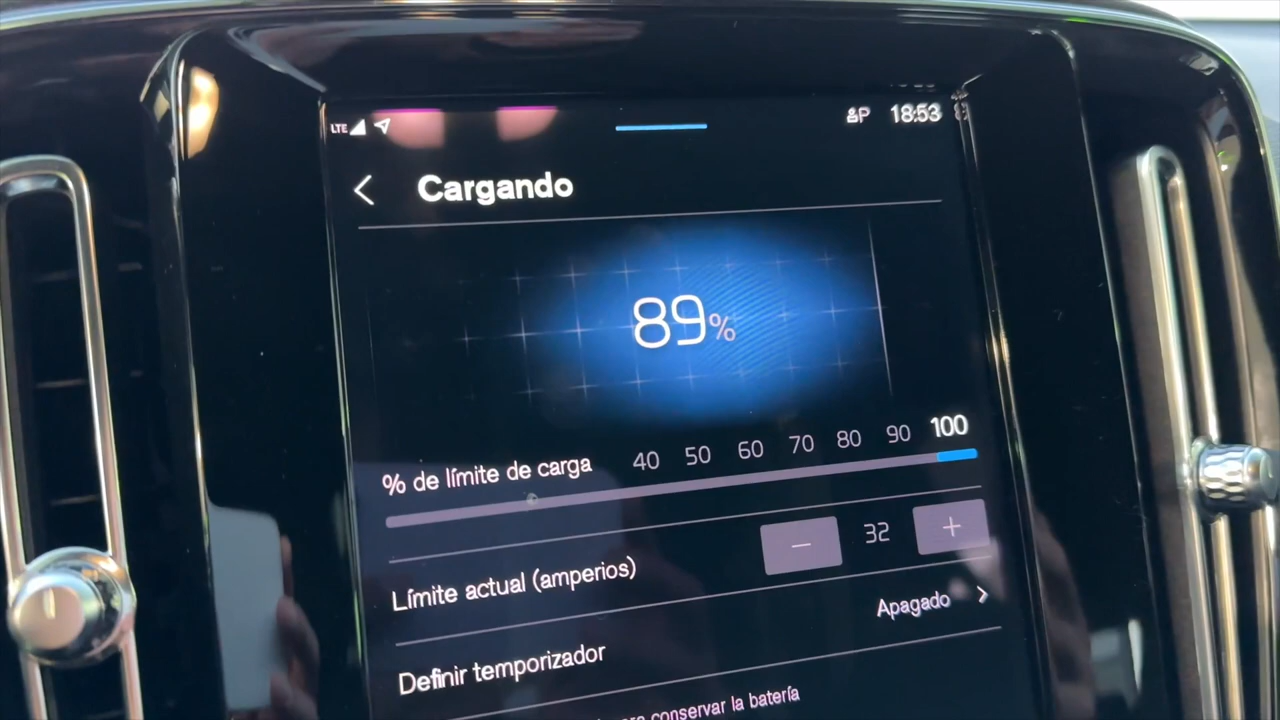 LTE P 18:53
Cargando
89%
% de límite de carga 40 50 60 70 80 90 100
Límite actual (amperios) − 32 +
Definir temporizador Apagado
para conservar la batería